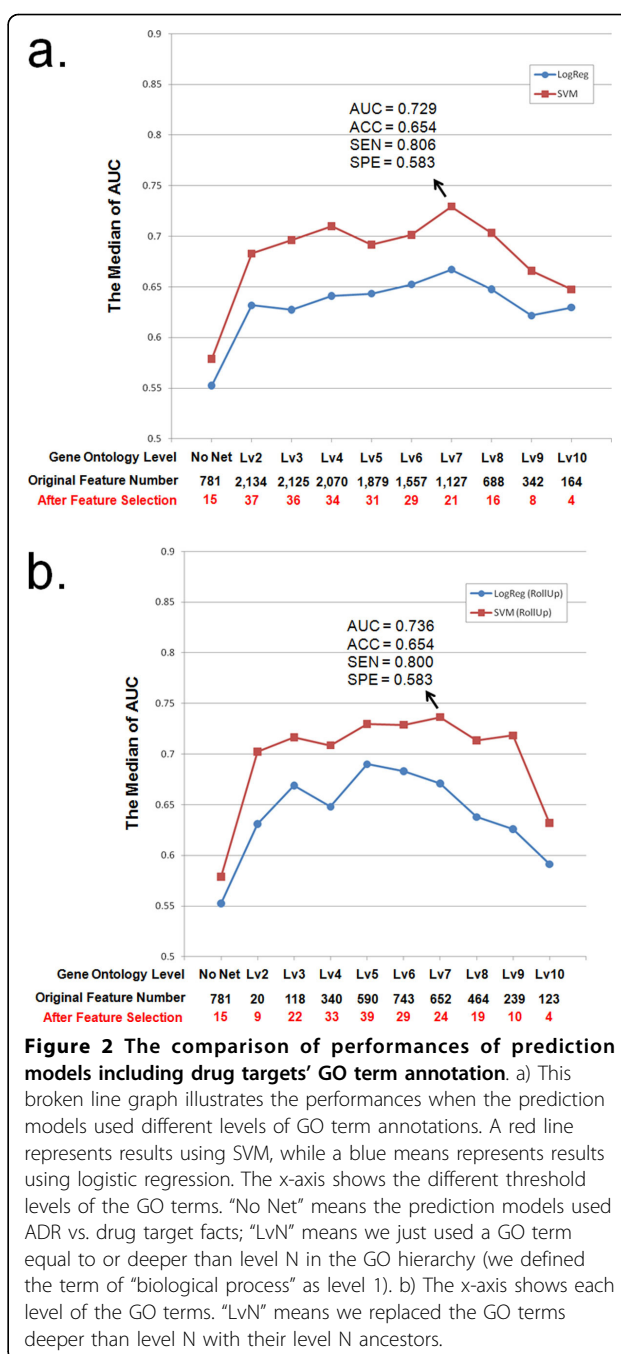 a.
0.9
0.85
0.8
0.75
0.7
0.65
0.6
0.55
0.5
The Median of AUC
LogReg
SVM
AUC = 0.729
ACC = 0.654
SEN = 0.806
SPE = 0.583
Gene Ontology Level No Net Lv2 Lv3 Lv4 Lv5 Lv6 Lv7 Lv8 Lv9 Lv10
Original Feature Number 781 2,134 2,125 2,070 1,879 1,557 1,127 688 342 164
After Feature Selection 15 37 36 34 31 29 21 16 8 4
b.
0.9
0.85
0.8
0.75
0.7
0.65
0.6
0.55
0.5
The Median of AUC
LogReg (RollUp)
SVM (RollUp)
AUC = 0.736
ACC = 0.654
SEN = 0.800
SPE = 0.583
Gene Ontology Level No Net Lv2 Lv3 Lv4 Lv5 Lv6 Lv7 Lv8 Lv9 Lv10
Original Feature Number 781 20 118 340 590 743 652 464 239 123
After Feature Selection 15 9 22 33 39 29 24 19 10 4
Figure 2 The comparison of performances of prediction
models including drug targets' GO term annotation. a) This
broken line graph illustrates the performances when the prediction
models used different levels of GO term annotations. A red line
represents results using SVM, while a blue means represents results
using logistic regression. The x-axis shows the different threshold
levels of the GO terms. "No Net" means the prediction models used
ADR vs. drug target facts; "LvN" means we just used a GO term
equal to or deeper than level N in the GO hierarchy (we defined
the term of "biological process" as level 1). b) The x-axis shows each
level of the GO terms. "LvN" means we replaced the GO terms
deeper than level N with their level N ancestors.